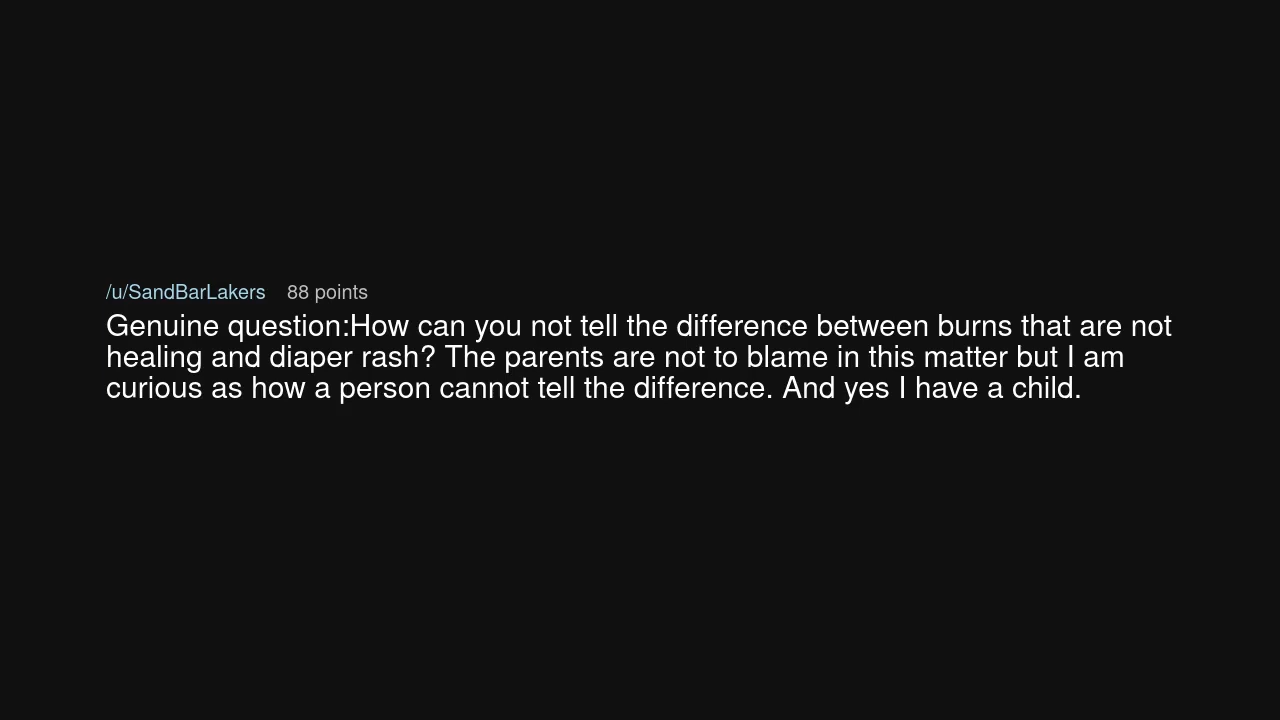 /u/SandBarLakers 88 points
Genuine question:How can you not tell the difference between burns that are not
healing and diaper rash? The parents are not to blame in this matter but I am
curious as how a person cannot tell the difference. And yes I have a child.